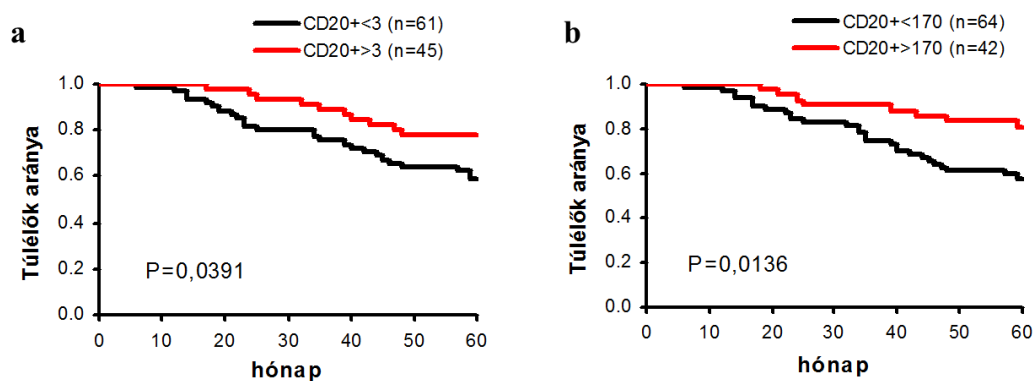 a
CD20+<3 (n=61)
CD20+>3 (n=45)
Túlélők aránya
1.0
0.8
0.6
0.4
0.2
0.0
P=0,0391
0 10 20 30 40 50 60
hónap
b
CD20+<170 (n=64)
CD20+>170 (n=42)
Túlélők aránya
1.0
0.8
0.6
0.4
0.2
0.0
P=0,0136
0 10 20 30 40 50 60
hónap